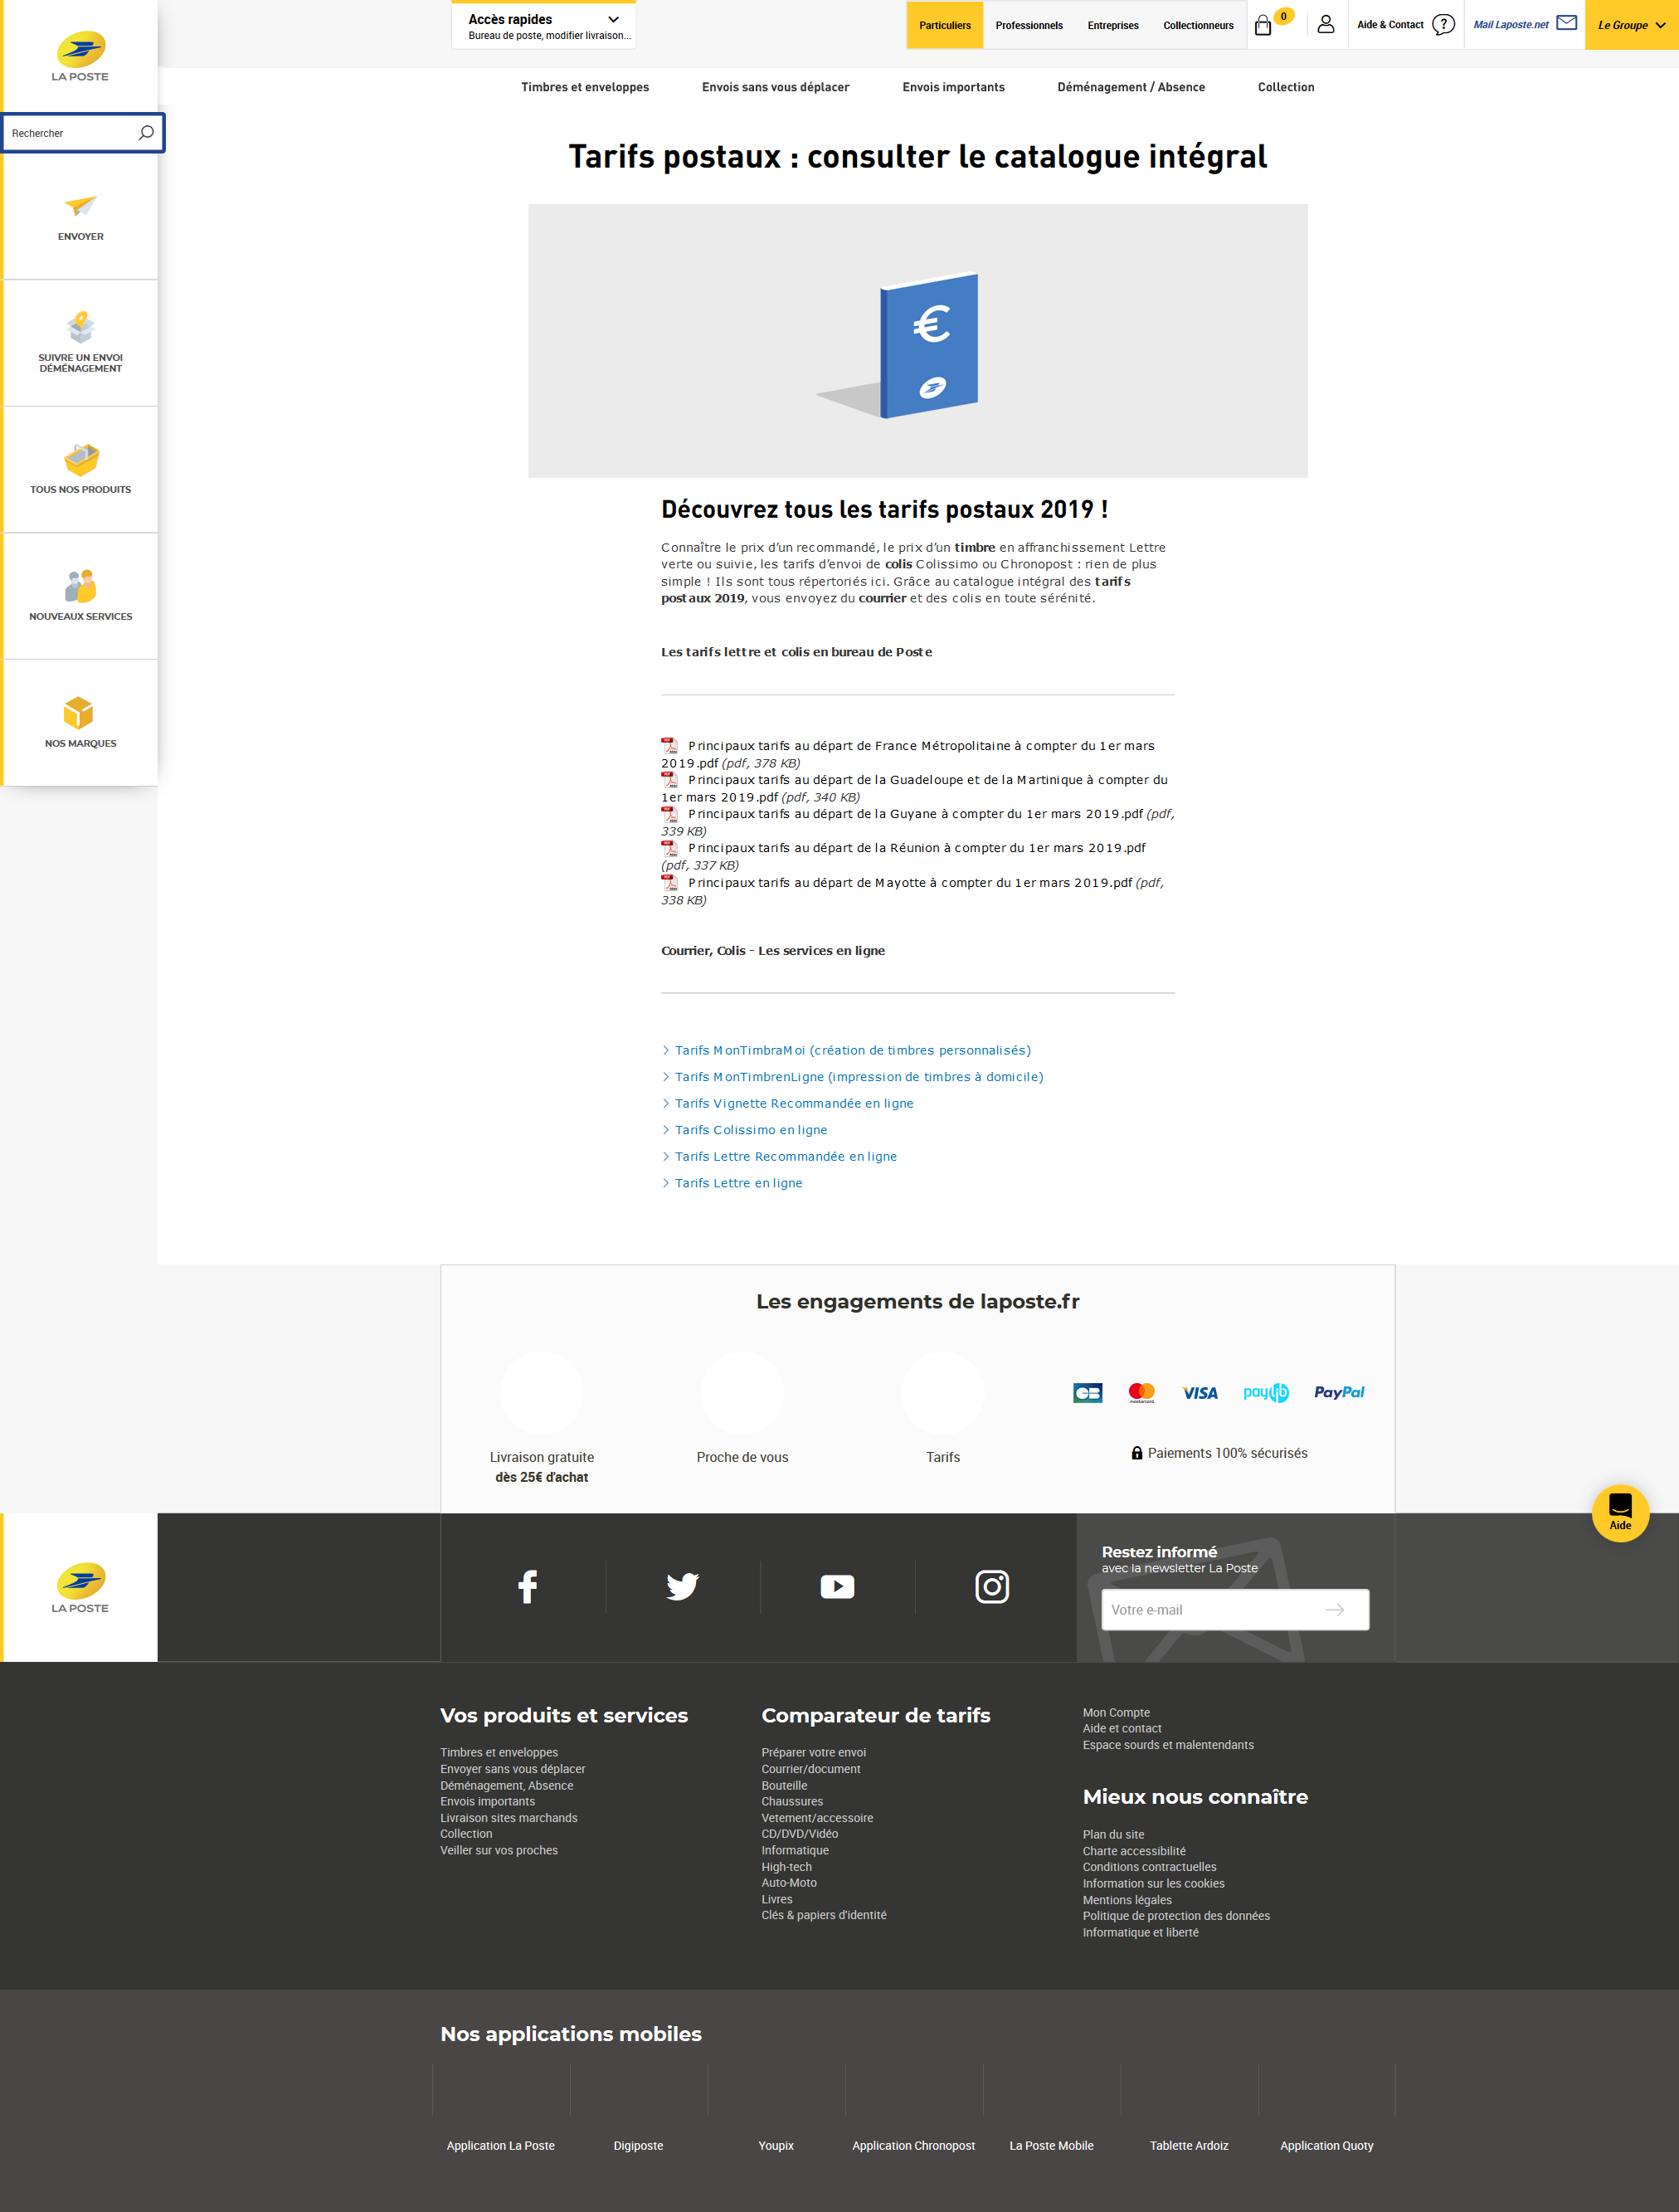 LA POSTE
Accès rapides
Bureau de poste, modifier livraison...
Particuliers
Professionnels
Entreprises
Collectionneurs
0
Aide & Contact
?
Mail Laposte.net
Le Groupe
Timbres et enveloppes
Envois sans vous déplacer
Envois importants
Déménagement / Absence
Collection
Rechercher
ENVOYER
SUIVRE UN ENVOI
DÉMÉNAGEMENT
TOUS NOS PRODUITS
NOUVEAUX SERVICES
NOS MARQUES
Tarifs postaux : consulter le catalogue intégral
€
Découvrez tous les tarifs postaux 2019 !
Connaître le prix d’un recommandé, le prix d’un timbre en affranchissement Lettre
verte ou suivie, les tarifs d’envoi de colis Colissimo ou Chronopost : rien de plus
simple ! Ils sont tous répertoriés ici. Grâce au catalogue intégral des tarifs
postaux 2019, vous envoyez du courrier et des colis en toute sérénité.
Les tarifs lettre et colis en bureau de Poste
Principaux tarifs au départ de France Métropolitaine à compter du 1er mars
2019.pdf (pdf, 378 KB)
Principaux tarifs au départ de la Guadeloupe et de la Martinique à compter du
1er mars 2019.pdf (pdf, 340 KB)
Principaux tarifs au départ de la Guyane à compter du 1er mars 2019.pdf (pdf,
339 KB)
Principaux tarifs au départ de la Réunion à compter du 1er mars 2019.pdf
(pdf, 337 KB)
Principaux tarifs au départ de Mayotte à compter du 1er mars 2019.pdf (pdf,
338 KB)
Courrier, Colis - Les services en ligne
Tarifs MonTimbraMoi (création de timbres personnalisés)
Tarifs MonTimbrenLigne (impression de timbres à domicile)
Tarifs Vignette Recommandée en ligne
Tarifs Colissimo en ligne
Tarifs Lettre Recommandée en ligne
Tarifs Lettre en ligne
Les engagements de laposte.fr
Livraison gratuite
dès 25€ d'achat
Proche de vous
Tarifs
CB
mastercard
VISA
paylib
PayPal
Paiements 100% sécurisés
Aide
LA POSTE
Restez informé
avec la newsletter La Poste
Votre e-mail
Vos produits et services
Timbres et enveloppes
Envoyer sans vous déplacer
Déménagement, Absence
Envois importants
Livraison sites marchands
Collection
Veiller sur vos proches
Comparateur de tarifs
Préparer votre envoi
Courrier/document
Bouteille
Chaussures
Vetement/accessoire
CD/DVD/Vidéo
Informatique
High-tech
Auto-Moto
Livres
Clés & papiers d'identité
Mon Compte
Aide et contact
Espace sourds et malentendants
Mieux nous connaître
Plan du site
Charte accessibilité
Conditions contractuelles
Information sur les cookies
Mentions légales
Politique de protection des données
Informatique et liberté
Nos applications mobiles
Application La Poste
Digiposte
Youpix
Application Chronopost
La Poste Mobile
Tablette Ardoiz
Application Quoty